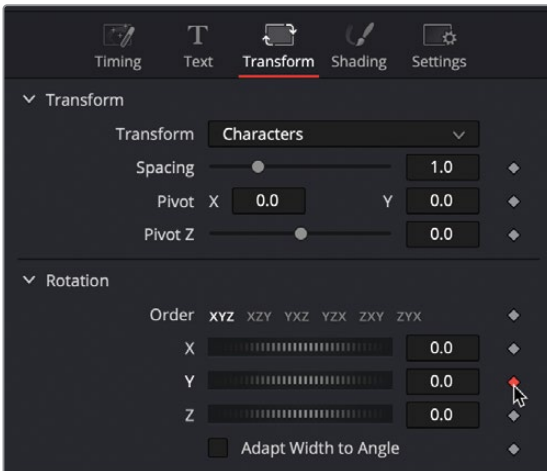 Timing Text Transform Shading Settings
Transform
Transform Characters
Spacing 1.0
Pivot X 0.0 Y 0.0
Pivot Z 0.0
Rotation
Order XYZ XZY YXZ YZX ZXY ZYX
X 0.0
Y 0.0
Z 0.0
Adapt Width to Angle